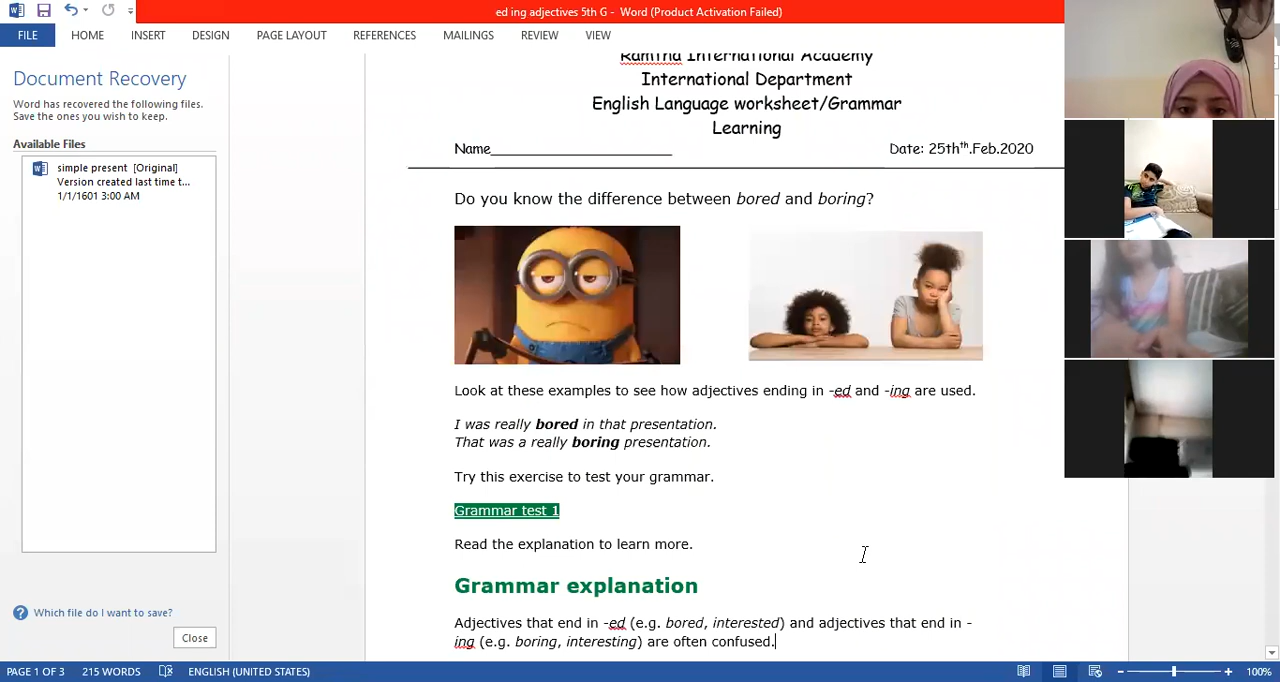 ed ing adjectives 5th G - Word (Product Activation Failed)
FILE HOME INSERT DESIGN PAGE LAYOUT REFERENCES MAILINGS REVIEW VIEW
Document Recovery
Word has recovered the following files.
Save the ones you wish to keep.
Available Files
simple present [Original]
Version created last time t...
1/1/1601 3:00 AM
Which file do I want to save?
Close
International Academy
International Department
English Language worksheet/Grammar
Learning
Name____________________ Date: 25thth.Feb.2020
Do you know the difference between bored and boring?
Look at these examples to see how adjectives ending in -ed and -ing are used.
I was really bored in that presentation.
That was a really boring presentation.
Try this exercise to test your grammar.
Grammar test 1
Read the explanation to learn more.
Grammar explanation
Adjectives that end in -ed (e.g. bored, interested) and adjectives that end in -
ing (e.g. boring, interesting) are often confused.
PAGE 1 OF 3 215 WORDS ENGLISH (UNITED STATES) 100%